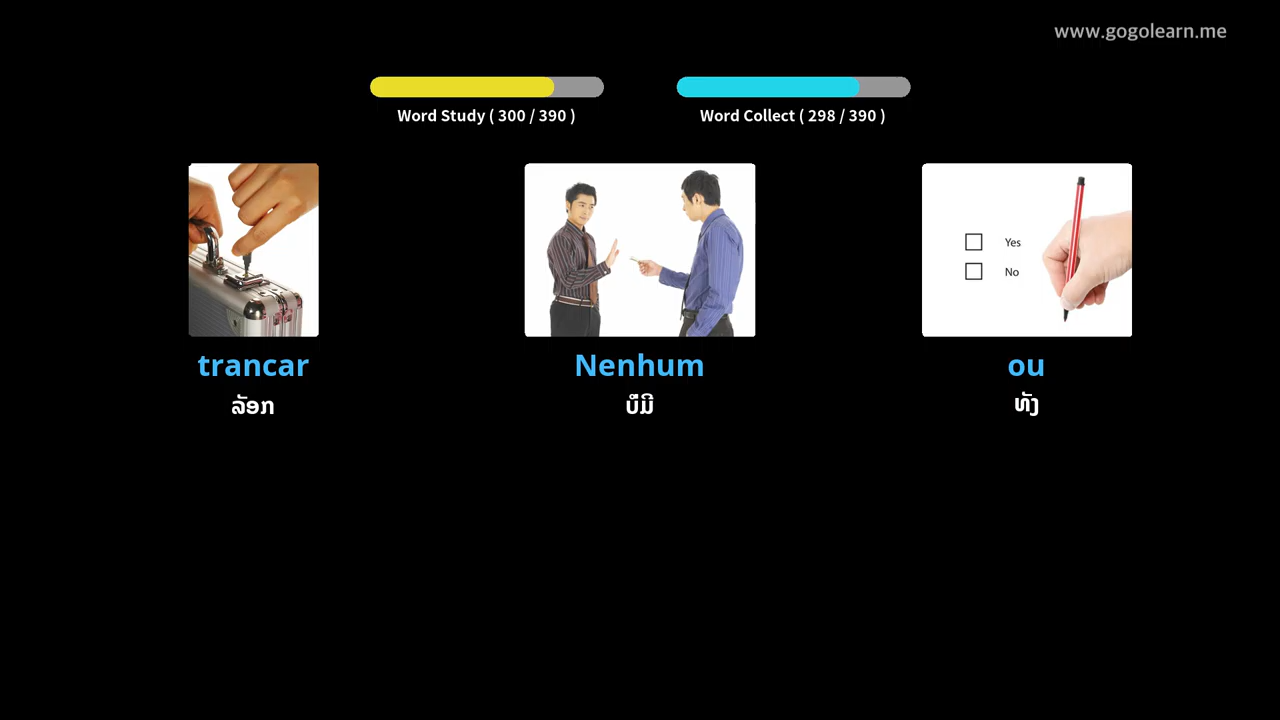 www.gogolearn.me
Word Study ( 300 / 390 )
Word Collect ( 298 / 390 )
Yes
No
trancar
Nenhum
ou
ລັອກ
ບໍ່ມີ
ທັງ